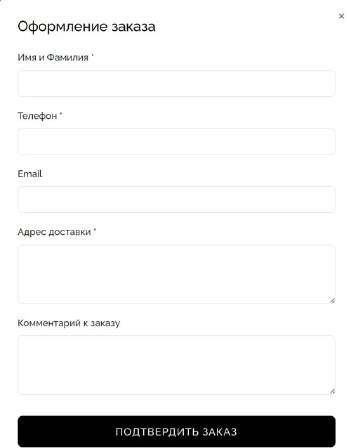 ×
Оформление заказа
Имя и Фамилия *
Телефон *
Email
Адрес доставки *
Комментарий к заказу
ПОДТВЕРДИТЬ ЗАКАЗ